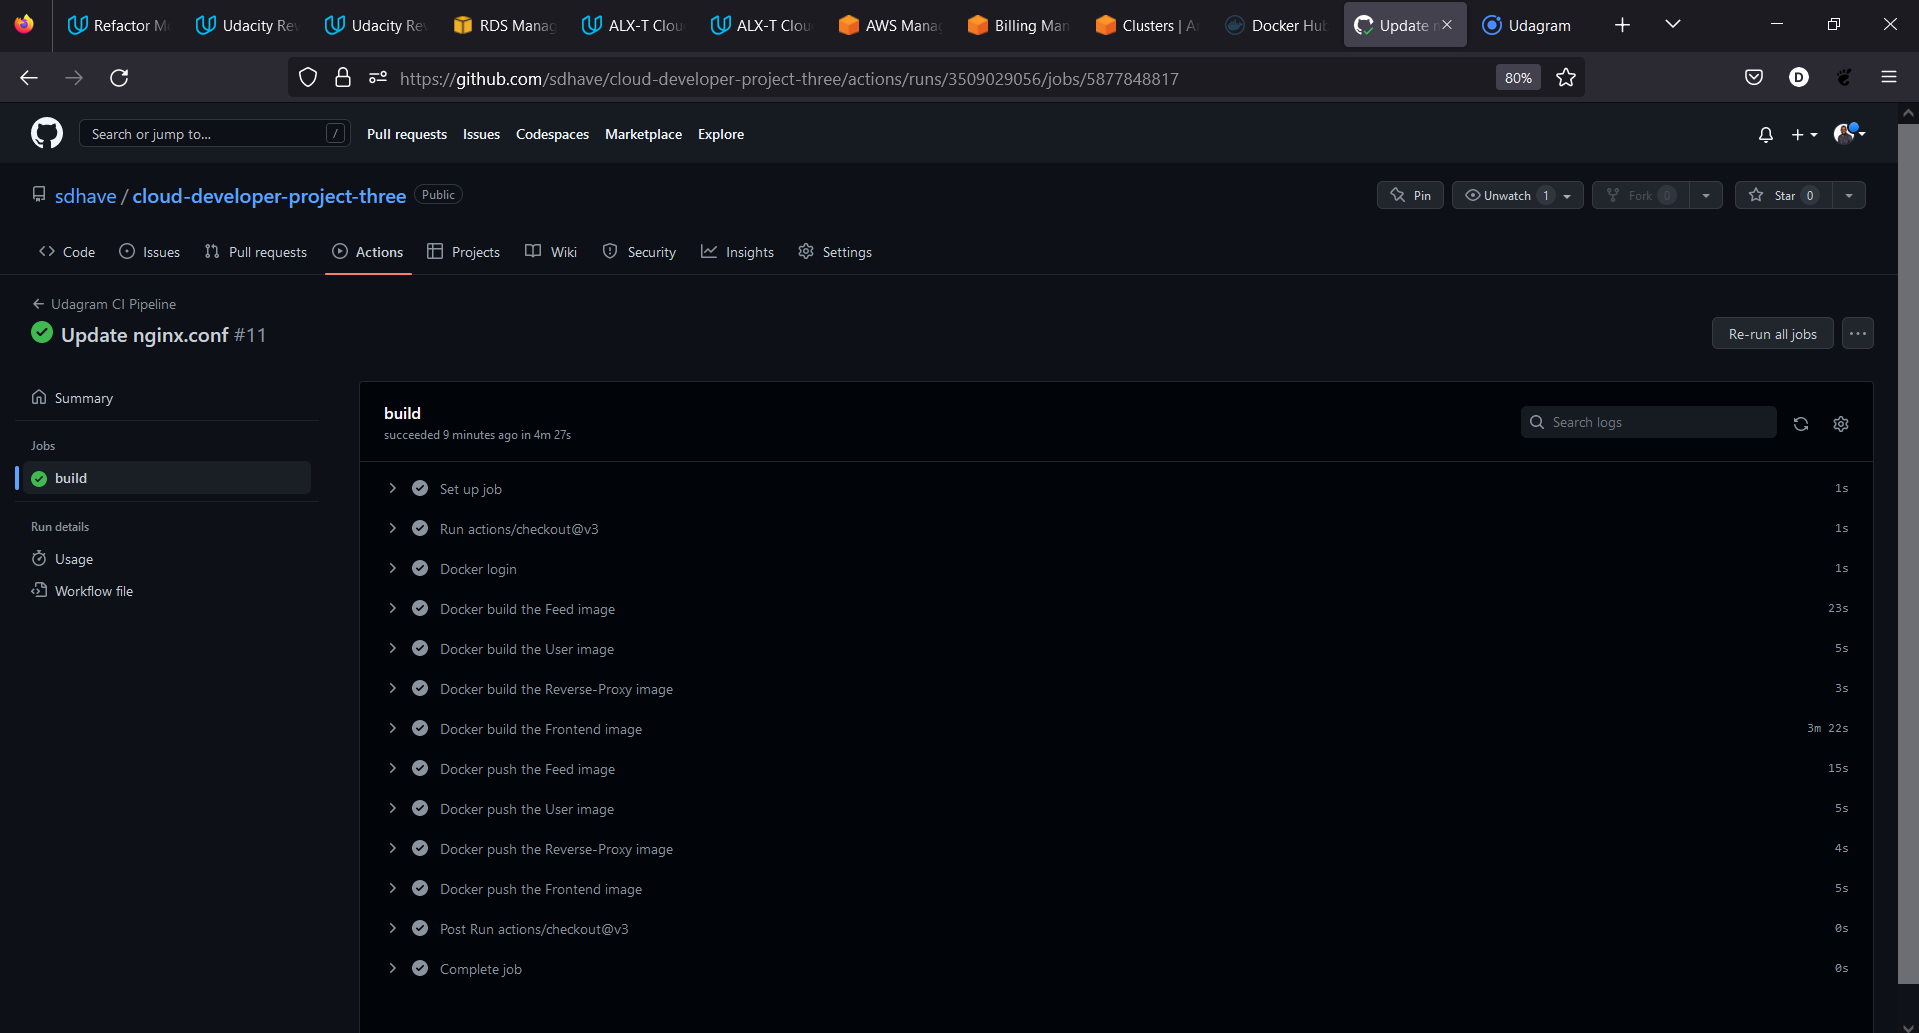 Refactor M
Udacity Rev
Udacity Rev
RDS Manag
ALX-T Clou
ALX-T Clou
AWS Manag
Billing Man
Clusters | A
Docker Hub
Update n
Udagram
https://github.com/sdhave/cloud-developer-project-three/actions/runs/3509029056/jobs/5877848817
80%
D
Search or jump to...
/
Pull requests
Issues
Codespaces
Marketplace
Explore
sdhave / cloud-developer-project-three
Public
Pin
Unwatch 1
Fork 0
Star 0
Code
Issues
Pull requests
Actions
Projects
Wiki
Security
Insights
Settings
Udagram CI Pipeline
Update nginx.conf #11
Re-run all jobs
Summary
Jobs
build
Run details
Usage
Workflow file
build
succeeded 9 minutes ago in 4m 27s
Search logs
Set up job 1s
Run actions/checkout@v3 1s
Docker login 1s
Docker build the Feed image 23s
Docker build the User image 5s
Docker build the Reverse-Proxy image 3s
Docker build the Frontend image 3m 22s
Docker push the Feed image 15s
Docker push the User image 5s
Docker push the Reverse-Proxy image 4s
Docker push the Frontend image 5s
Post Run actions/checkout@v3 0s
Complete job 0s